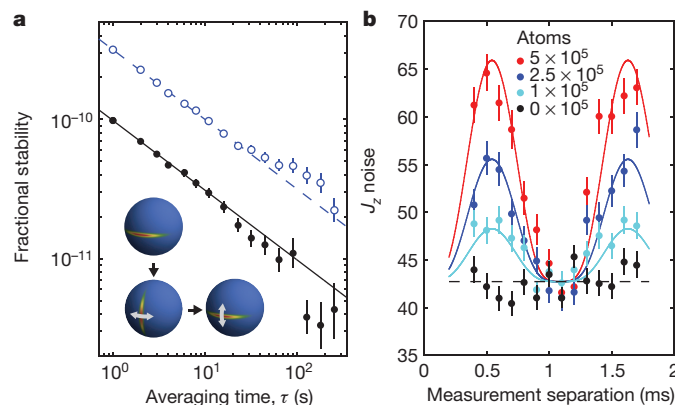 a
Fractional stability
10⁻¹⁰
10⁻¹¹
10⁰ 10¹ 10²
Averaging time, τ (s)
b
J_z noise
70
65
60
55
50
45
40
35
Atoms
5 × 10⁵
2.5 × 10⁵
1 × 10⁵
0 × 10⁵
0 0.5 1 1.5 2
Measurement separation (ms)